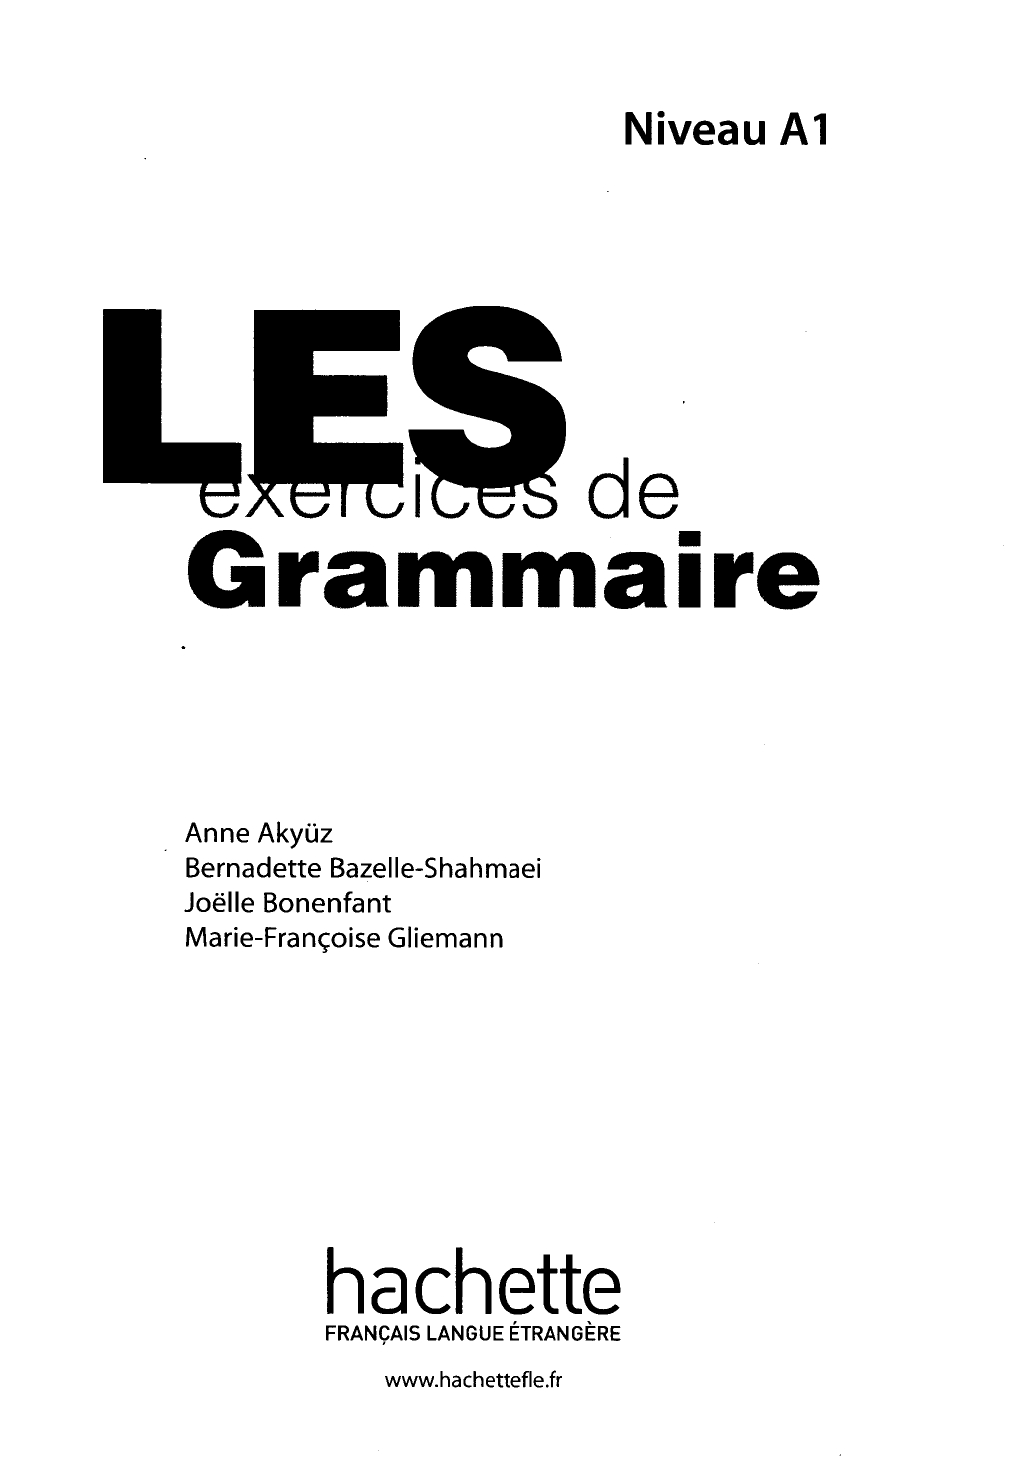 Niveau A1
LES
exercices de
Grammaire
Anne Akyüz
Bernadette Bazelle-Shahmaei
Joëlle Bonenfant
Marie-Françoise Gliemann
hachette
FRANÇAIS LANGUE ÉTRANGÈRE
www.hachettefle.fr